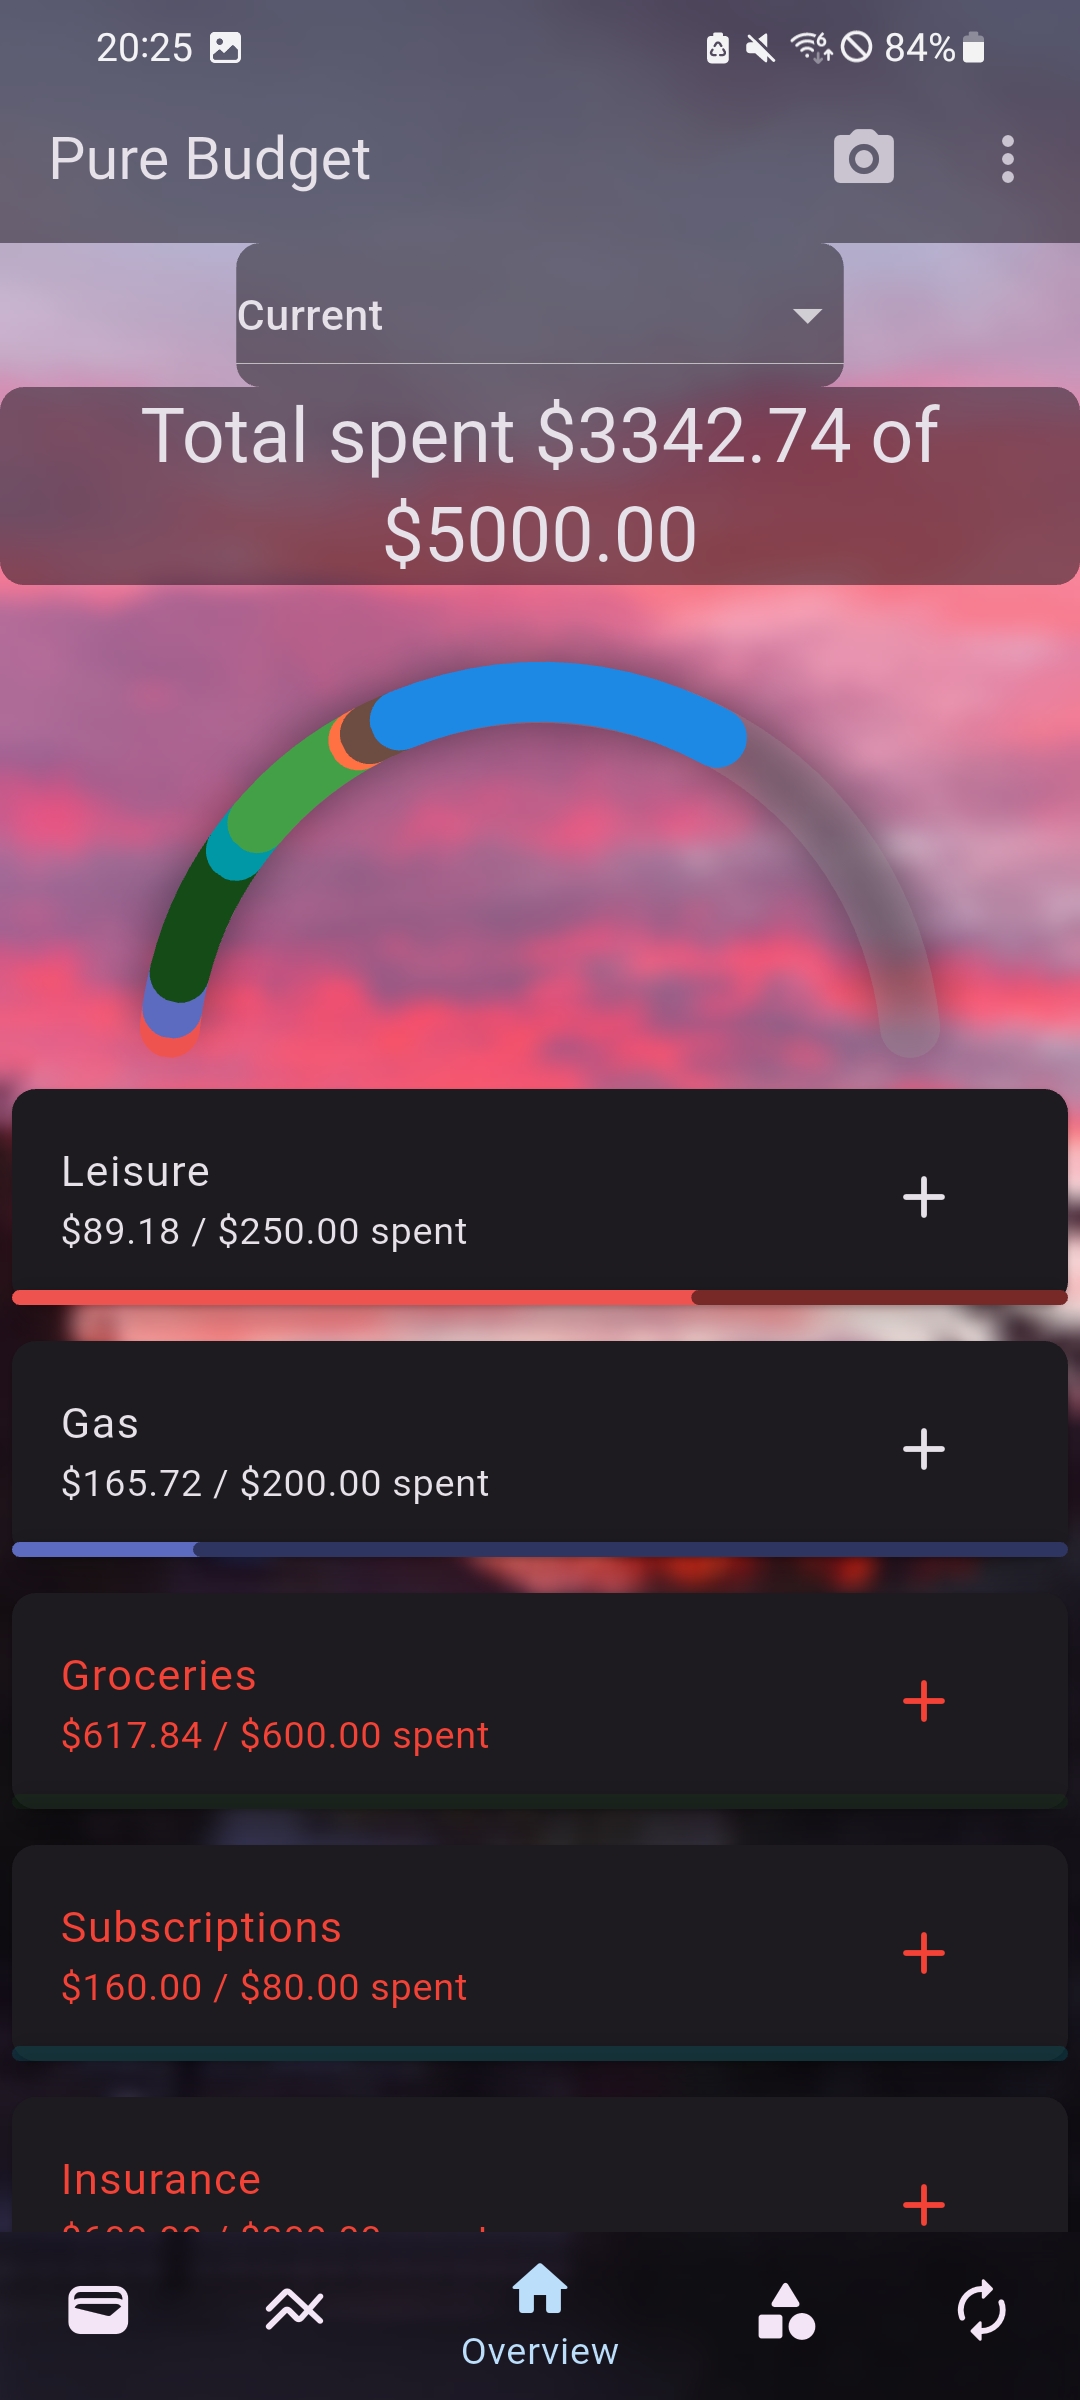 20:25
84%
Pure Budget
Current
Total spent $3342.74 of
$5000.00
Leisure
$89.18 / $250.00 spent
Gas
$165.72 / $200.00 spent
Groceries
$617.84 / $600.00 spent
Subscriptions
$160.00 / $80.00 spent
Insurance
Overview